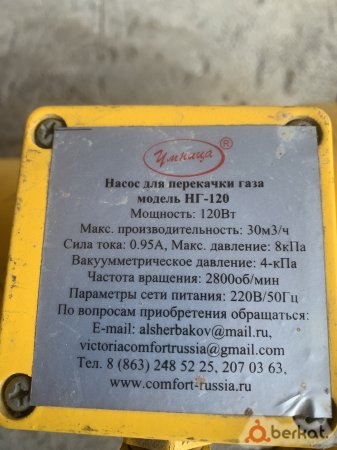 Умница ®
Насос для перекачки газа
модель НГ-120
Мощность: 120Вт
Макс. производительность: 30м3/ч
Сила тока: 0.95А, Макс. давление: 8кПа
Вакуумметрическое давление: 4-кПа
Частота вращения: 2800об/мин
Параметры сети питания: 220В/50Гц
По вопросам приобретения обращаться:
E-mail: alsherbakov@mail.ru,
victoriacomfortrussia@gmail.com
Тел. 8 (863) 248 52 25, 207 03 63,
www.comfort-russia.ru
berkat